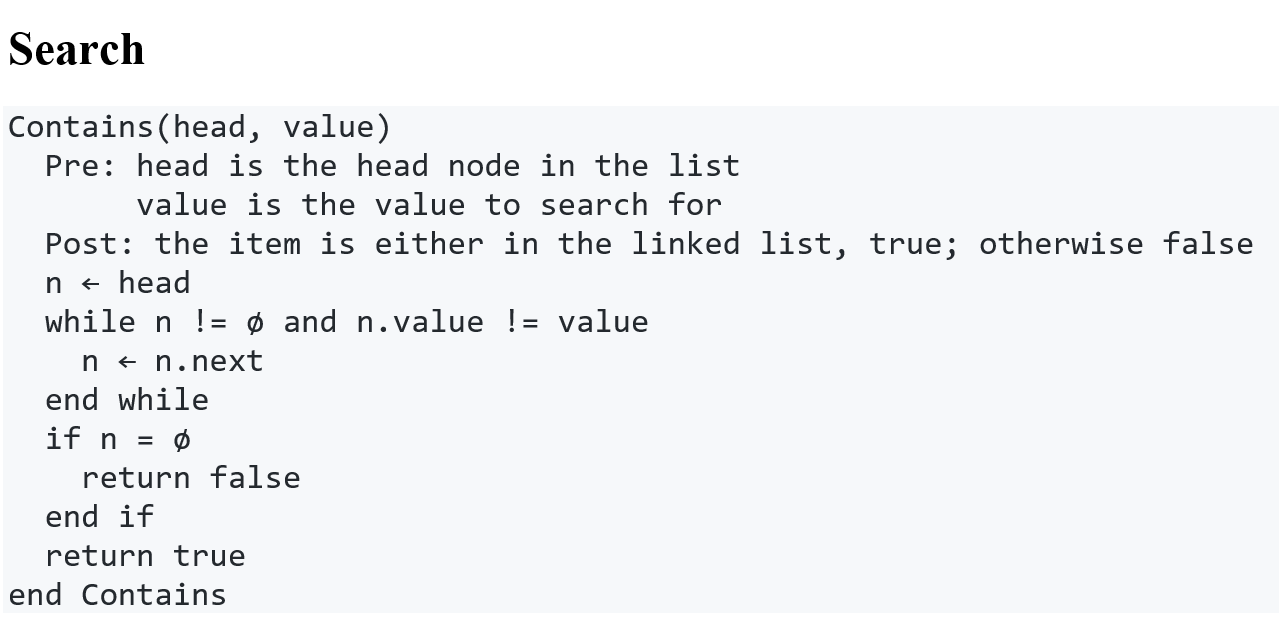 Search
Contains(head, value)
  Pre: head is the head node in the list
       value is the value to search for
  Post: the item is either in the linked list, true; otherwise false
  n ← head
  while n != ø and n.value != value
    n ← n.next
  end while
  if n = ø
    return false
  end if
  return true
end Contains